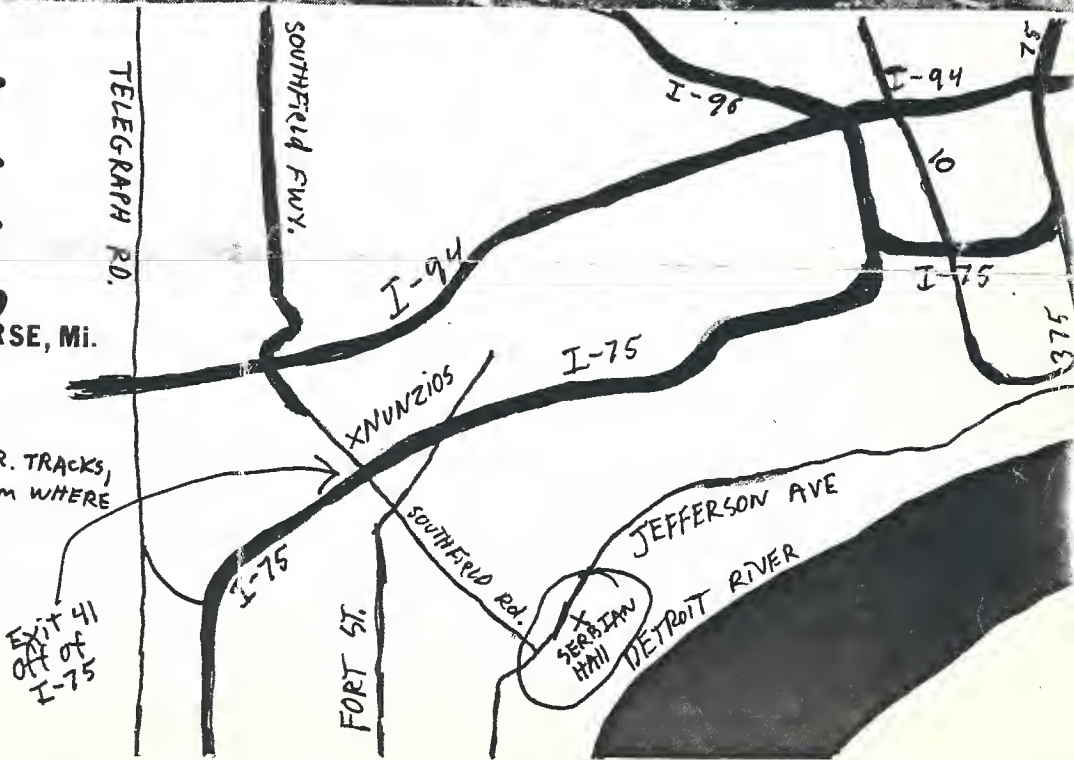 TELEGRAPH RD.
SOUTHFIELD FWY.
I-96
I-94
75
10
I-94
I-75
375
RSE, Mi.
I-75
XNUNZIOS
R. TRACKS,
M WHERE
JEFFERSON AVE
SOUTHFIELD Rd.
DETROIT RIVER
I-75
X
SERBIAN
HAll
Exit 41
Off of
I-75
FORT ST.